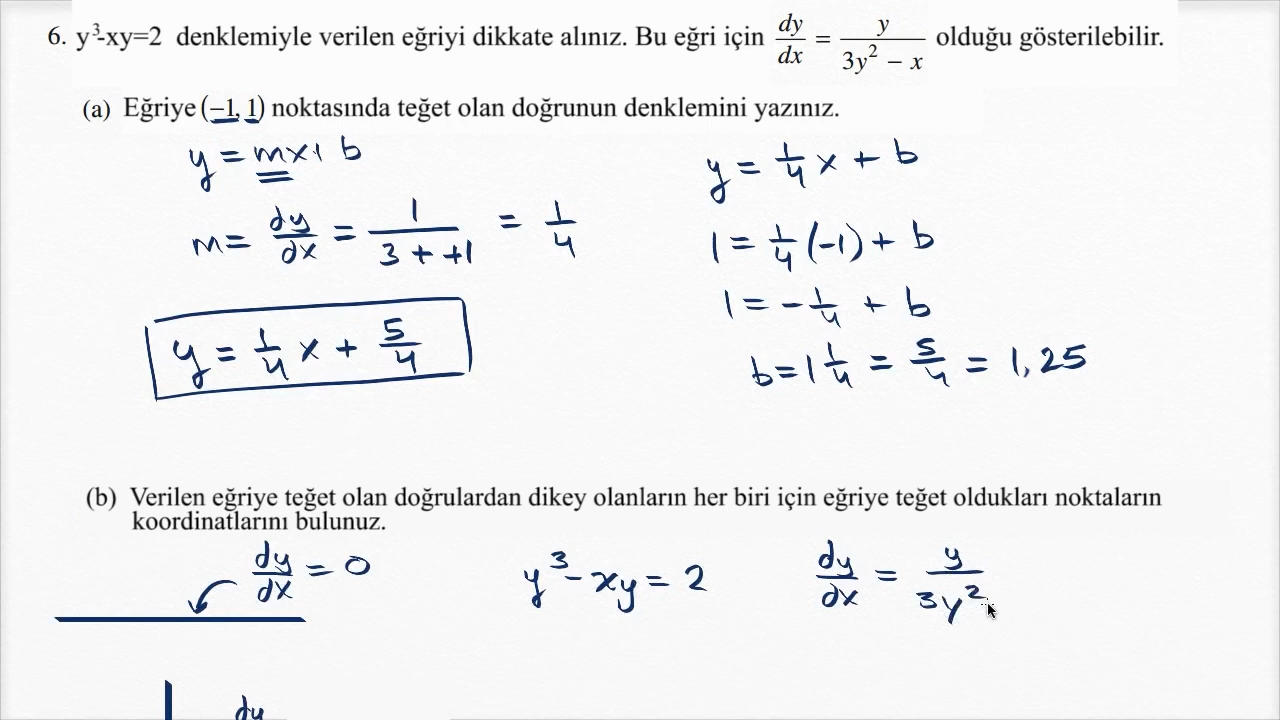 6. y³-xy=2 denklemiyle verilen eğriyi dikkate alınız. Bu eğri için dy/dx = y/(3y² − x) olduğu gösterilebilir.
(a) Eğriye (−1, 1) noktasında teğet olan doğrunun denklemini yazınız.
y = mx + b
m = dy/dx = 1/(3 + +1) = 1/4
y = 1/4 x + 5/4
y = 1/4 x + b
1 = 1/4 (-1) + b
1 = - 1/4 + b
b = 1 1/4 = 5/4 = 1,25
(b) Verilen eğriye teğet olan doğrulardan dikey olanların her biri için eğriye teğet oldukları noktaların
koordinatlarını bulunuz.
dy/dx = 0
y³ - xy = 2
dy/dx = y/3y²
dy